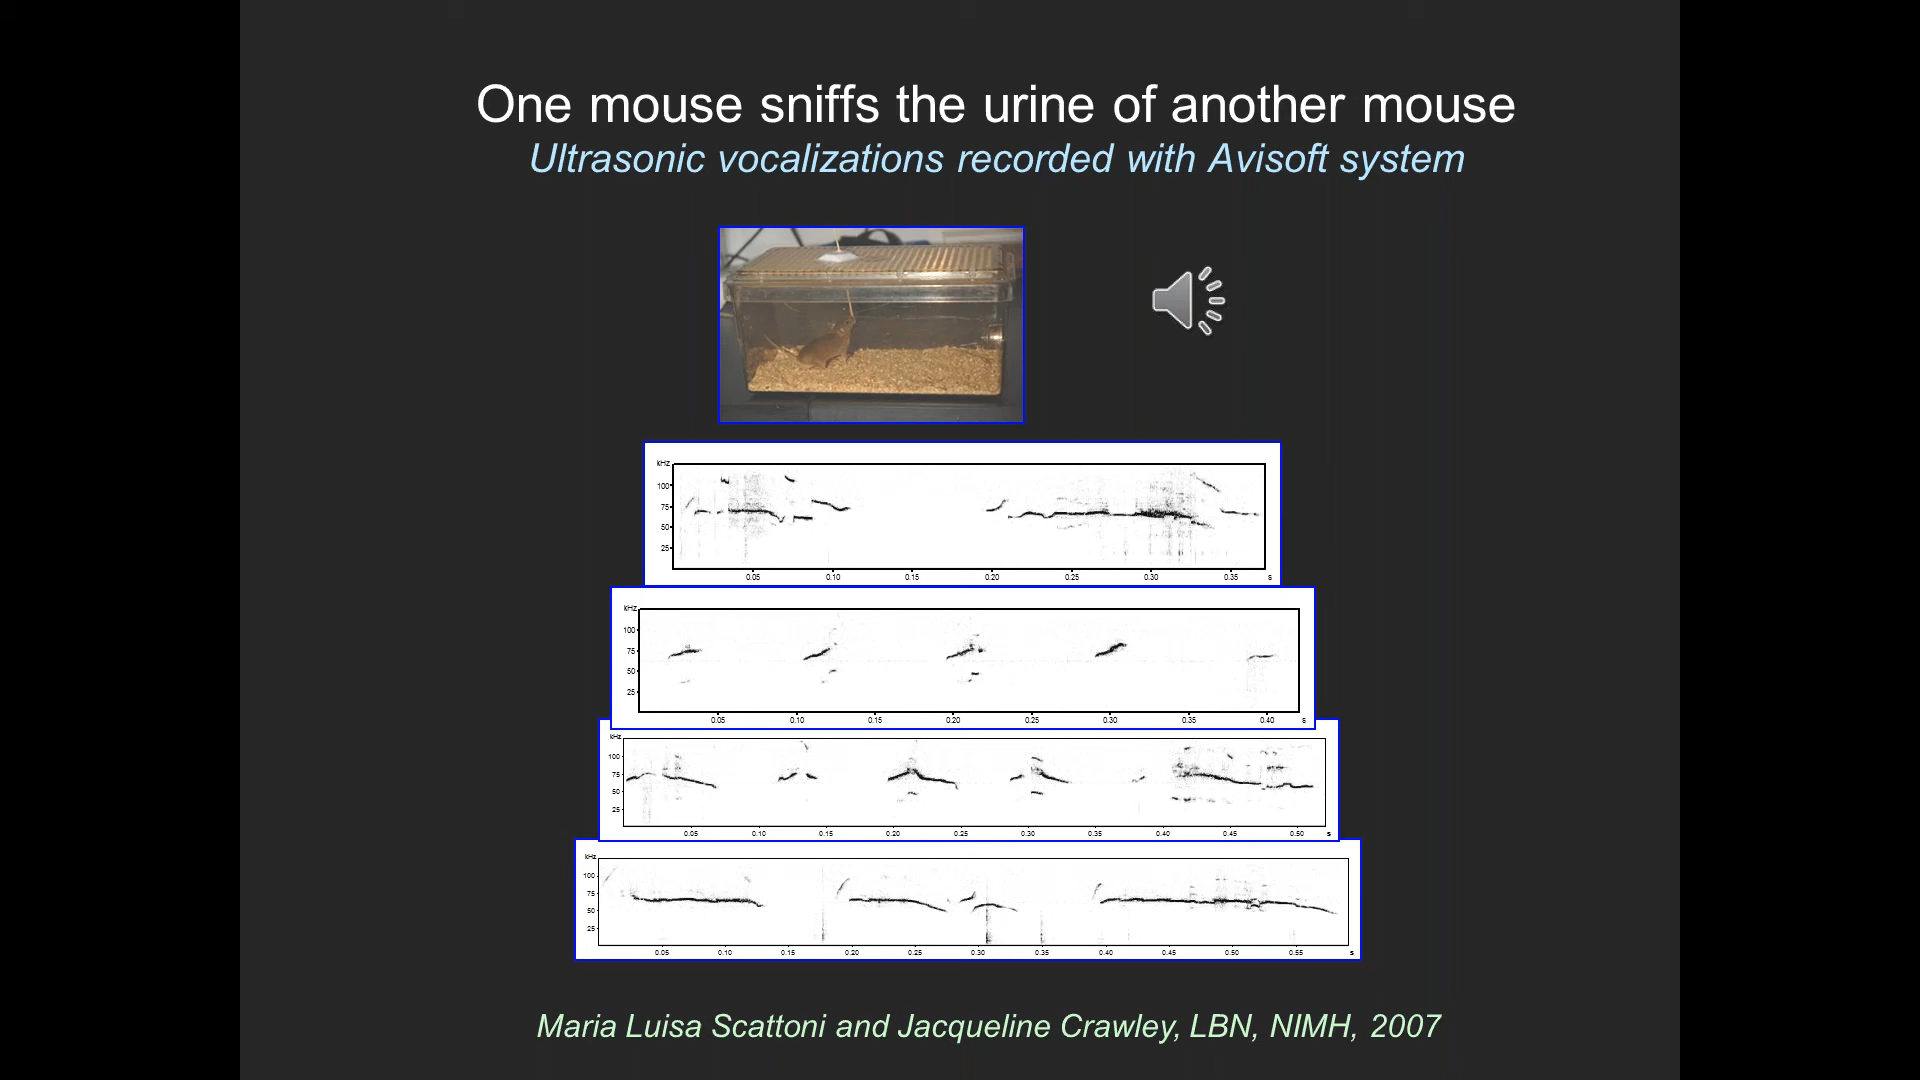 One mouse sniffs the urine of another mouse
Ultrasonic vocalizations recorded with Avisoft system
kHz
100
75
50
25
0.05 0.10 0.15 0.20 0.25 0.30 0.35 s
kHz
100
75
50
25
0.05 0.10 0.15 0.20 0.25 0.30 0.35 0.40 s
kHz
100
75
50
25
0.05 0.10 0.15 0.20 0.25 0.30 0.35 0.40 0.45 0.50 s
kHz
100
75
50
25
0.05 0.10 0.15 0.20 0.25 0.30 0.35 0.40 0.45 0.50 0.55 s
Maria Luisa Scattoni and Jacqueline Crawley, LBN, NIMH, 2007